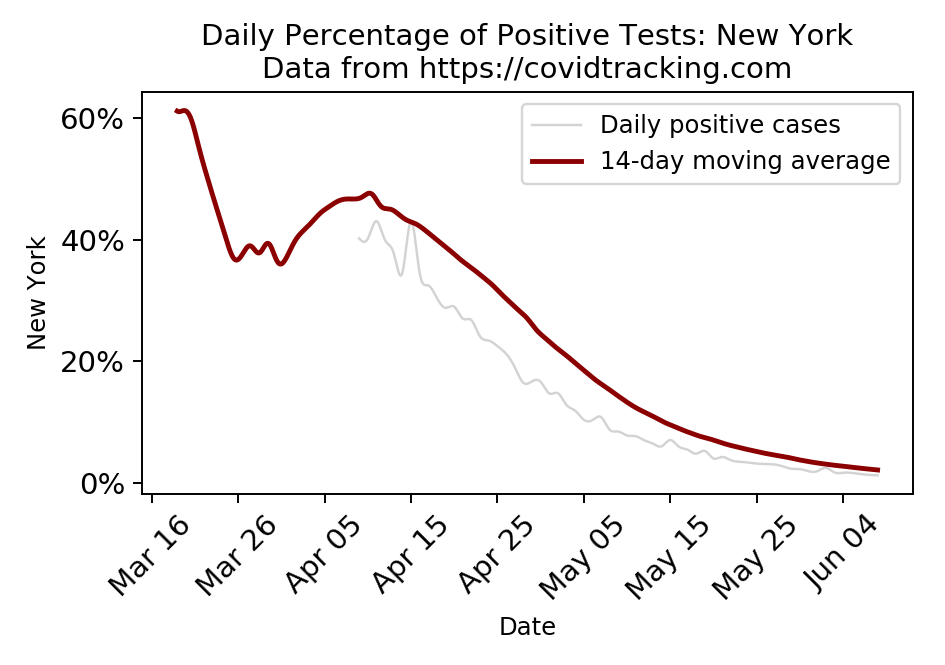 Daily Percentage of Positive Tests: New York
Data from https://covidtracking.com
60%
40%
20%
0%
New York
Daily positive cases
14-day moving average
Mar 16
Mar 26
Apr 05
Apr 15
Apr 25
May 05
May 15
May 25
Jun 04
Date